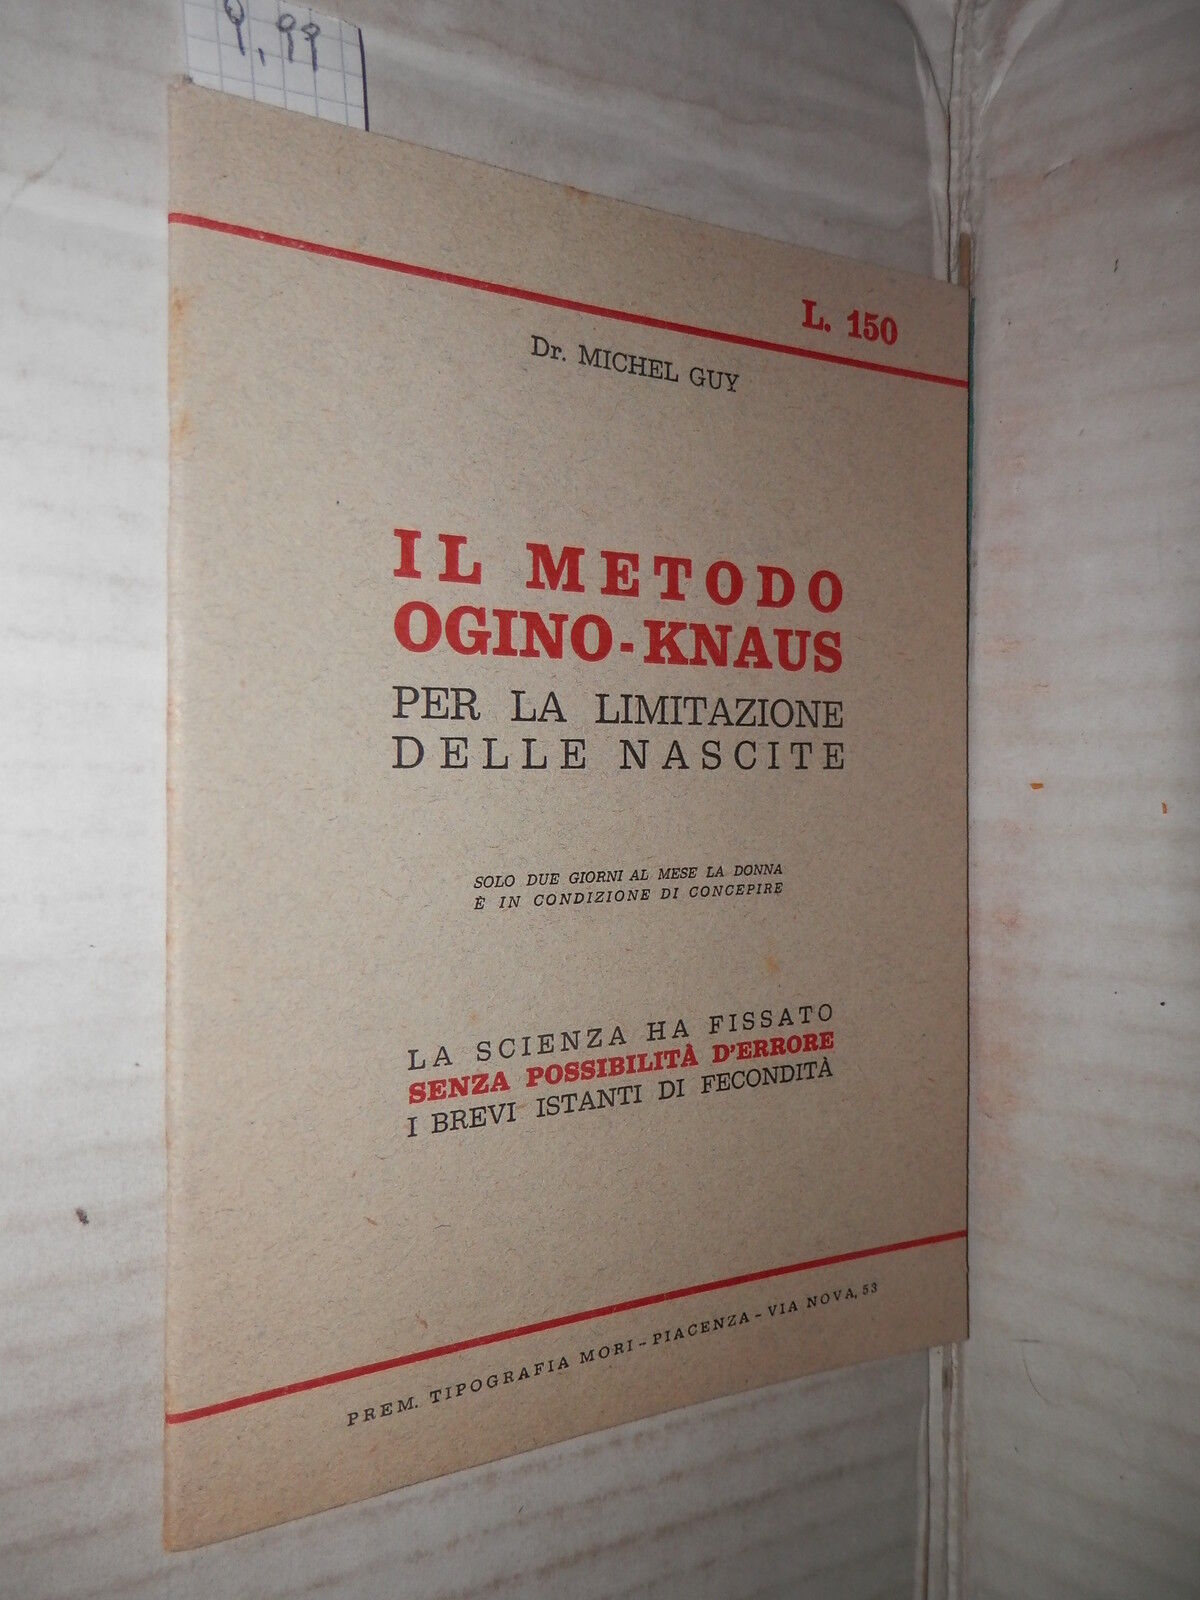 9,99
L. 150
Dr. MICHEL GUY
IL METODO
OGINO-KNAUS
PER LA LIMITAZIONE
DELLE NASCITE
SOLO DUE GIORNI AL MESE LA DONNA
È IN CONDIZIONE DI CONCEPIRE
LA SCIENZA HA FISSATO
SENZA POSSIBILITÀ D'ERRORE
I BREVI ISTANTI DI FECONDITÀ
PREM. TIPOGRAFIA MORI - PIACENZA - VIA NOVA, 53